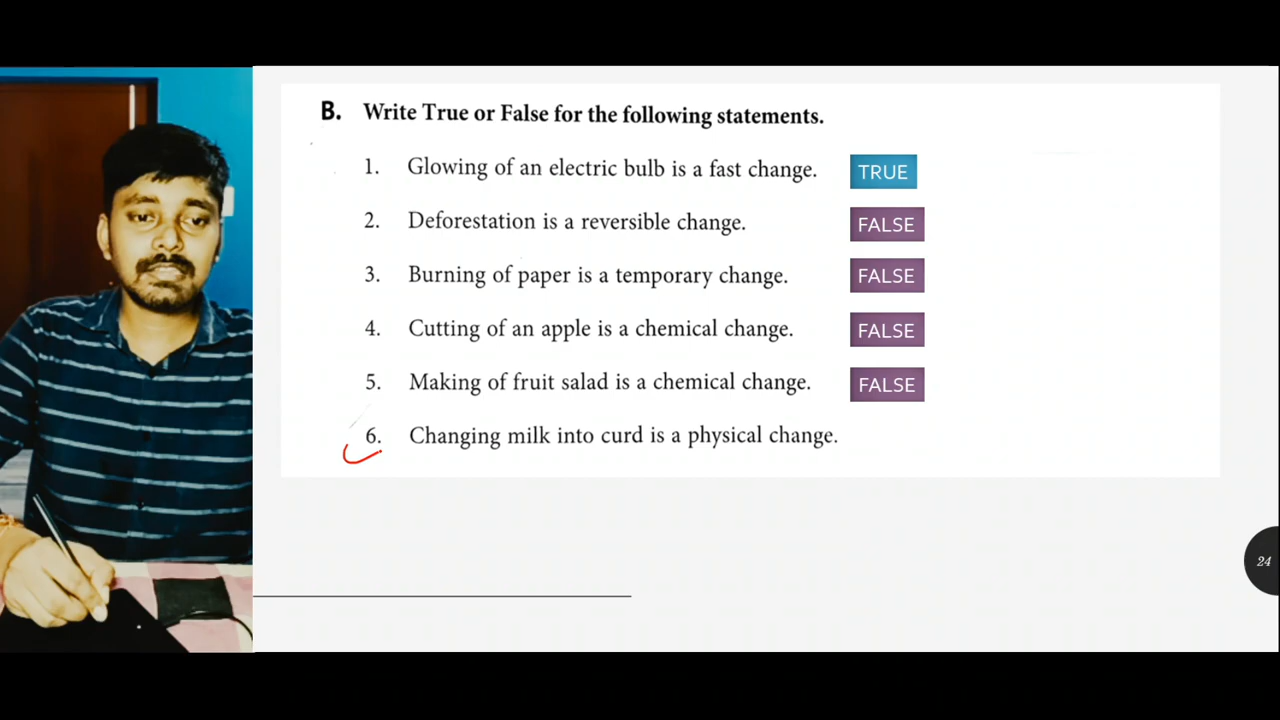 B. Write True or False for the following statements.
1. Glowing of an electric bulb is a fast change. TRUE
2. Deforestation is a reversible change. FALSE
3. Burning of paper is a temporary change. FALSE
4. Cutting of an apple is a chemical change. FALSE
5. Making of fruit salad is a chemical change. FALSE
6. Changing milk into curd is a physical change.
24